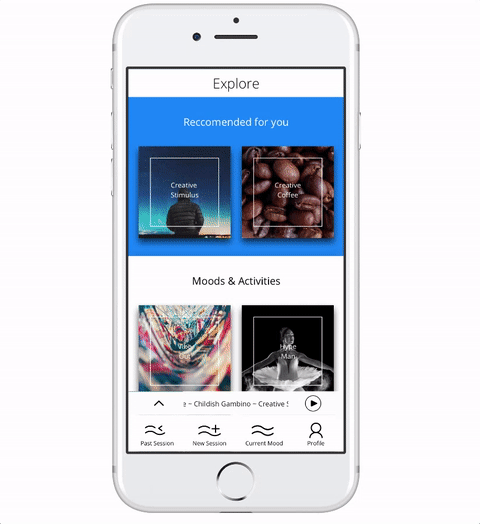 Explore
Reccomended for you
Creative
Stimulus
Creative
Coffee
Moods & Activities
Vibe
Out
Hype
Man
e ~ Childish Gambino ~ Creative S
Past Session
New Session
Current Mood
Profile